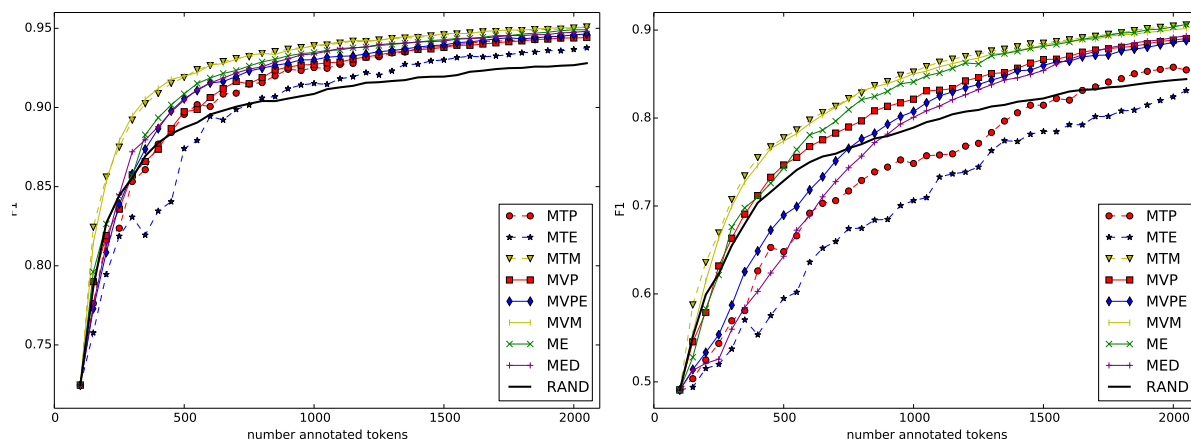 0.95
0.90
0.85
0.80
0.75
F1
0 500 1000 1500 2000
number annotated tokens
MTP
MTE
MTM
MVP
MVPE
MVM
ME
MED
RAND
0.9
0.8
0.7
0.6
0.5
F1
0 500 1000 1500 2000
number annotated tokens
MTP
MTE
MTM
MVP
MVPE
MVM
ME
MED
RAND